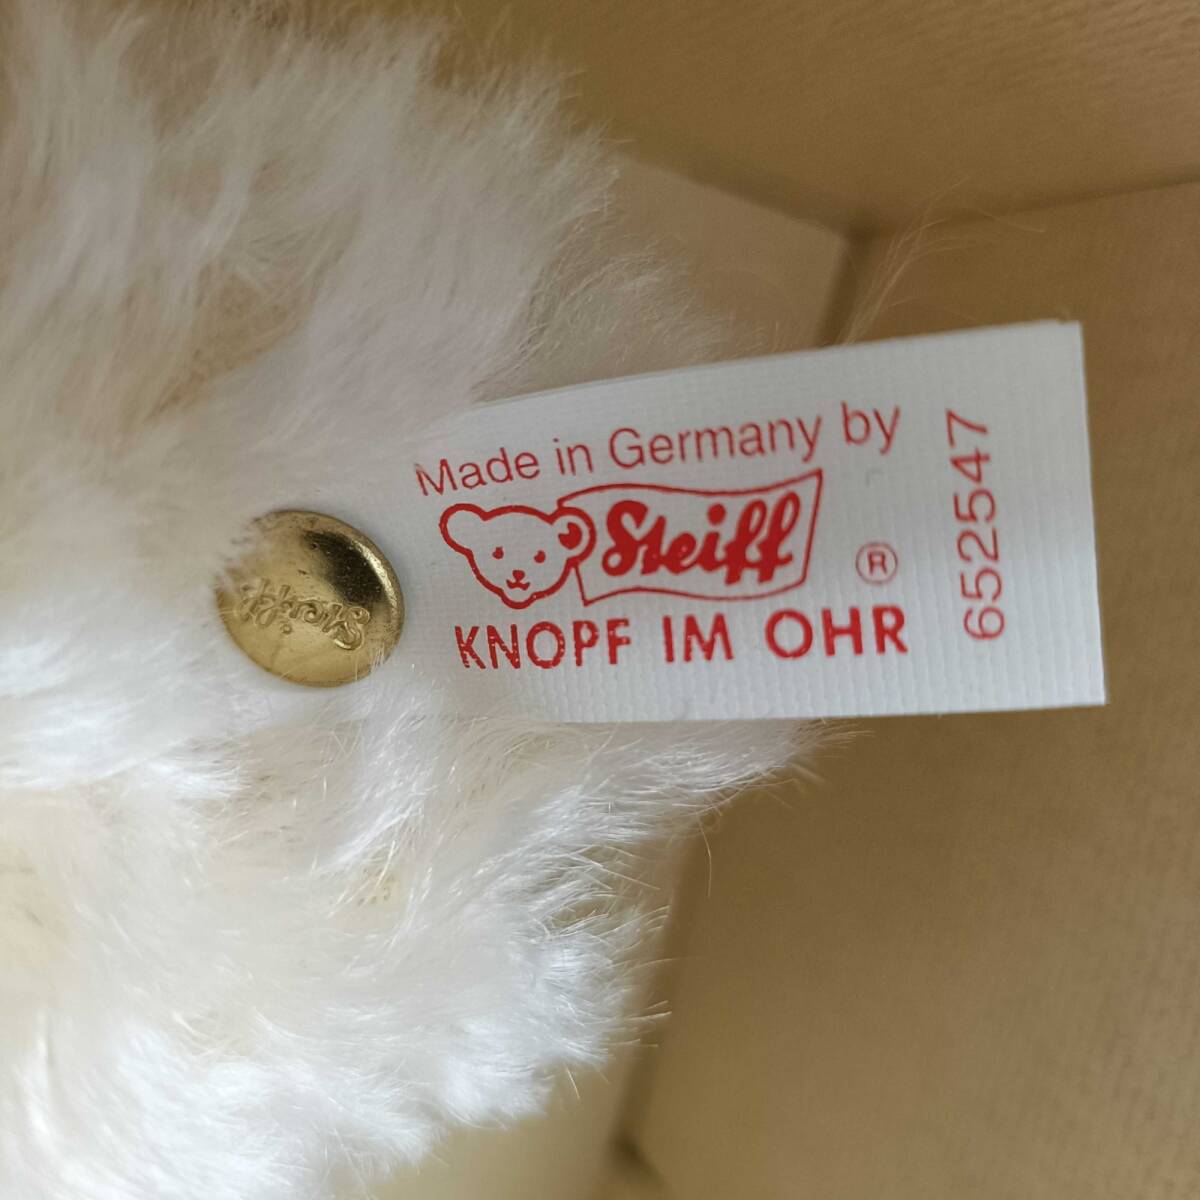 Made in Germany by
Steiff
®
KNOPF IM OHR
652547
Steiff